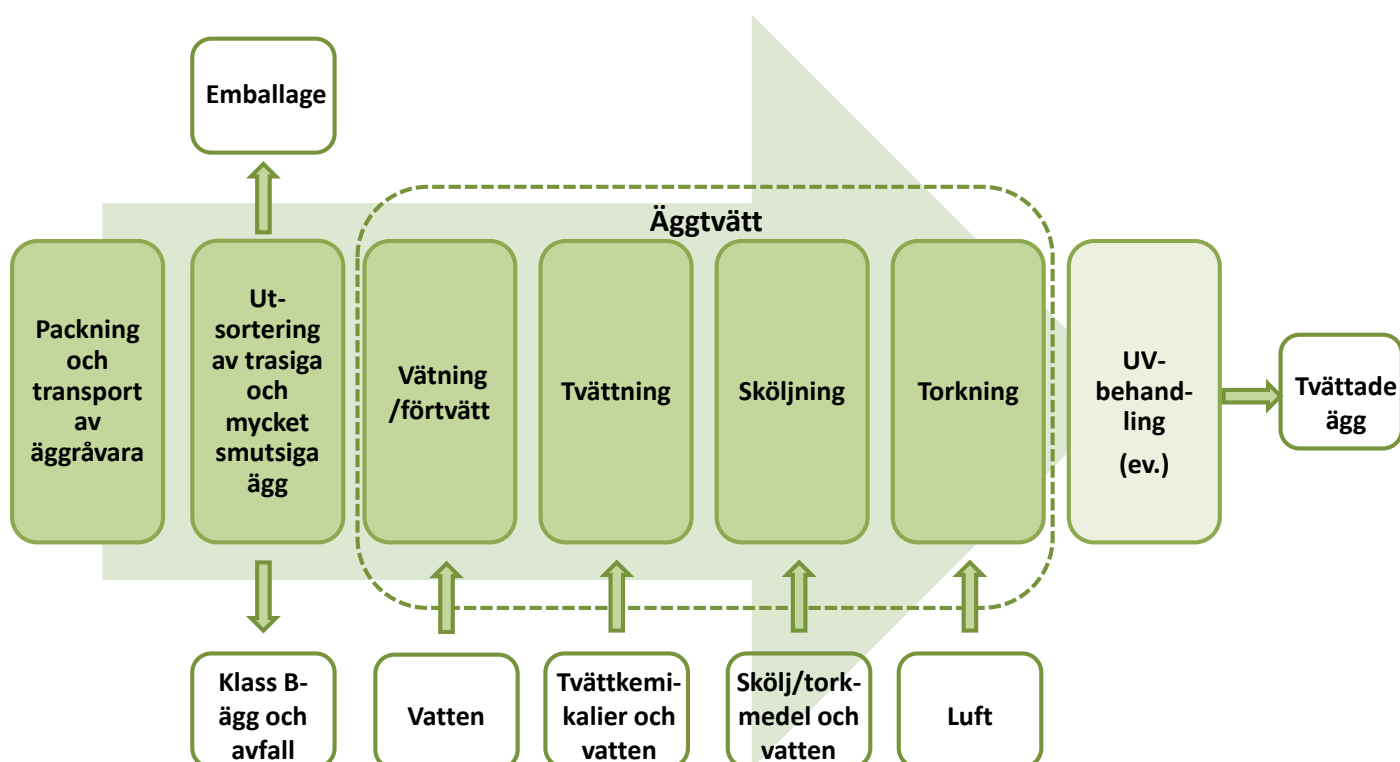 Emballage
Äggtvätt
Packning
och
transport
av
äggråvara
Ut-
sortering
av trasiga
och
mycket
smutsiga
ägg
Vätning
/förtvätt
Tvättning
Sköljning
Torkning
UV-
behand-
ling
(ev.)
Tvättade
ägg
Klass B-
ägg och
avfall
Vatten
Tvättkemi-
kalier och
vatten
Skölj/tork-
medel och
vatten
Luft